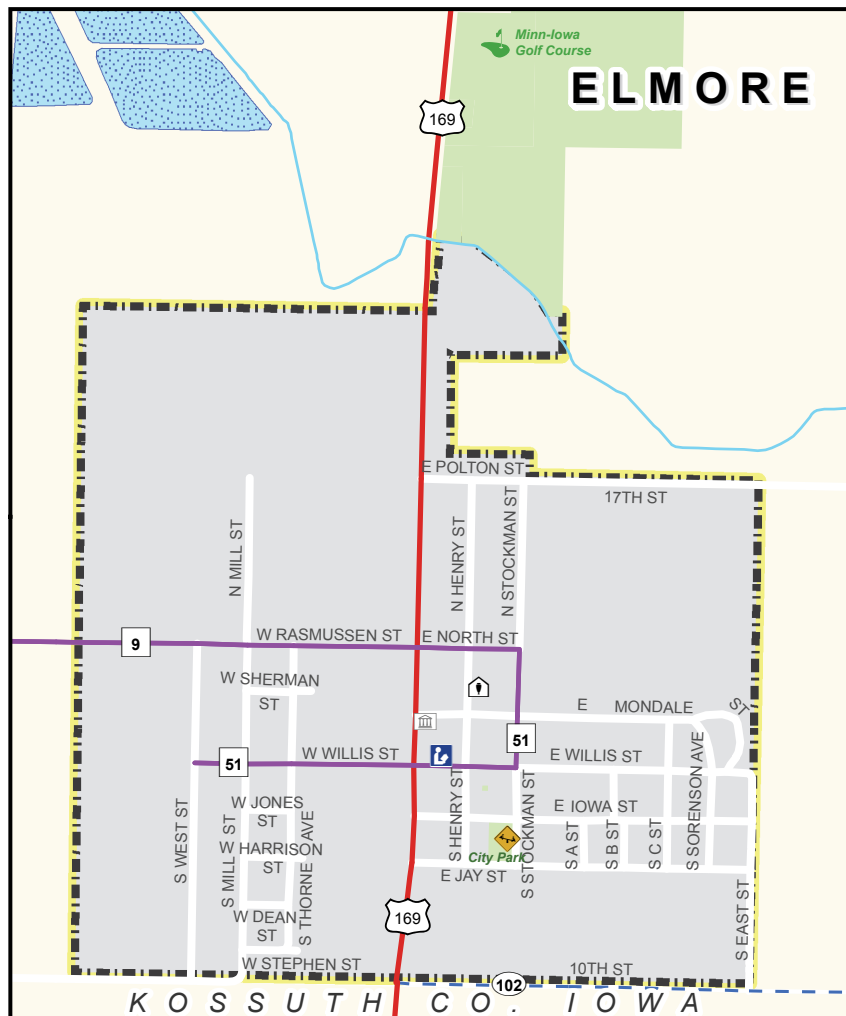 Minn-Iowa
Golf Course
ELMORE
169
E POLTON ST
17TH ST
N MILL ST
N HENRY ST
N STOCKMAN ST
9
W RASMUSSEN ST
E NORTH ST
W SHERMAN
ST
E MONDALE ST
51
51
W WILLIS ST
E WILLIS ST
S WEST ST
S MILL ST
W JONES
ST
S THORNE AVE
W HARRISON
ST
S HENRY ST
S STOCKMAN ST
E IOWA ST
S A ST
S B ST
S C ST
S SORENSON AVE
City Park
E JAY ST
W DEAN
ST
169
S EAST ST
W STEPHEN ST
10TH ST
102
KOSSUTH CO. IOWA